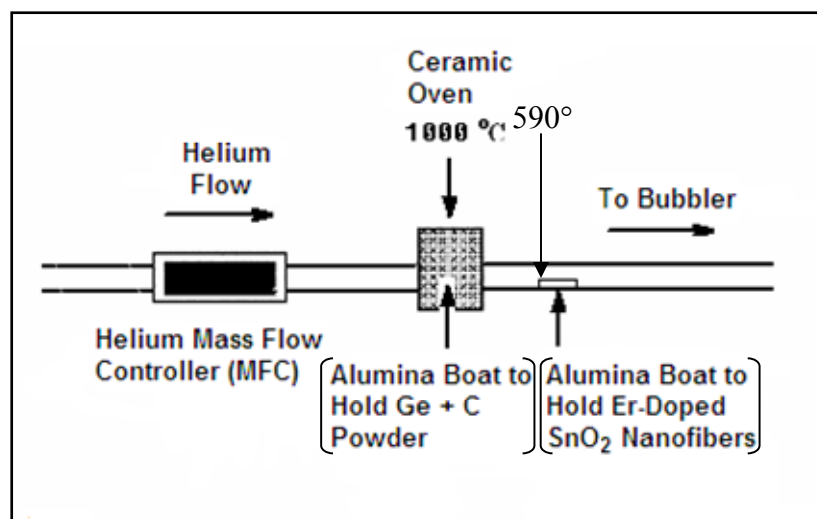 Ceramic
Oven
1000 °C
590°
Helium
Flow
To Bubbler
Helium Mass Flow
Controller (MFC)
Alumina Boat to
Hold Ge + C
Powder
Alumina Boat to
Hold Er-Doped
SnO₂ Nanofibers